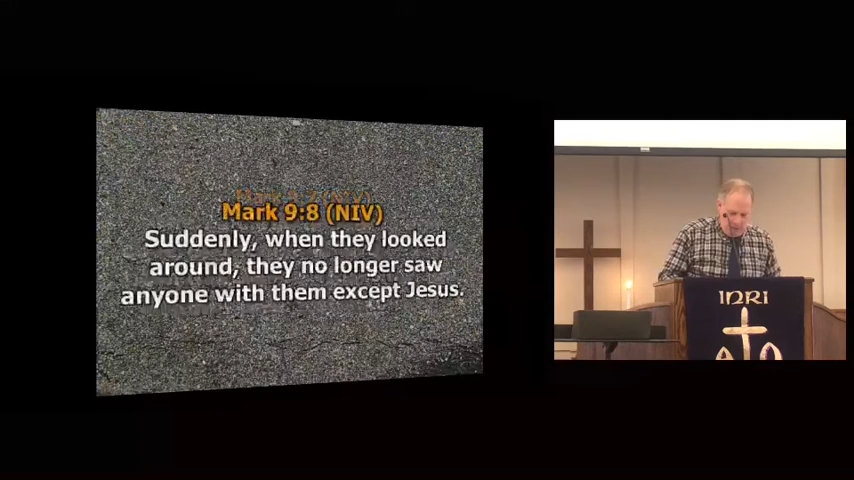 Mark 9:8 (NIV)
Suddenly, when they looked
around, they no longer saw
anyone with them except Jesus.
INRI
ΑΩ